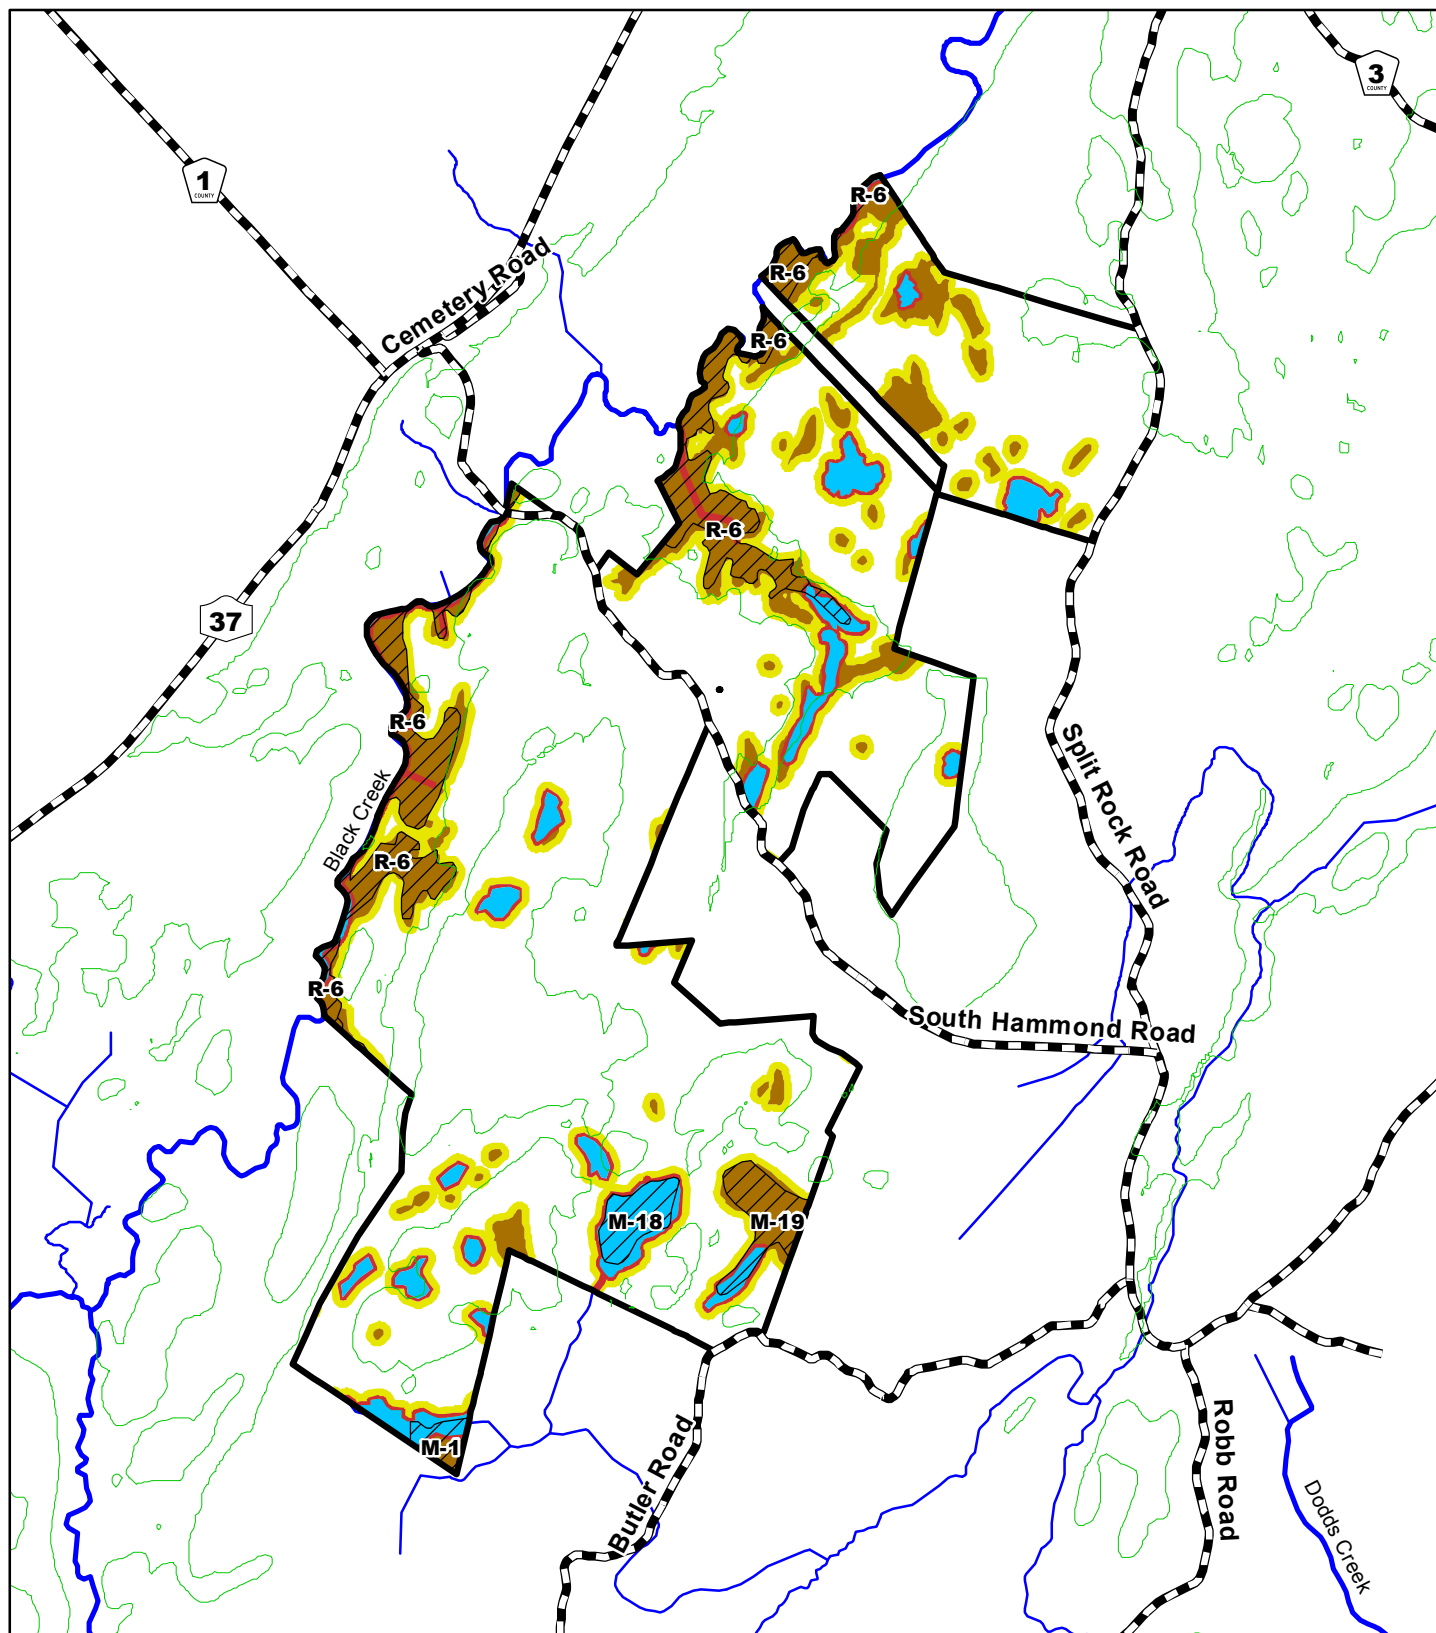 3
COUNTY
1
COUNTY
R-6
Cemetery Road
R-6
R-6
R-6
37
R-6
Split Rock Road
Black Creek
R-6
R-6
South Hammond Road
M-18
M-19
M-1
Butler Road
Robb Road
Dodds Creek